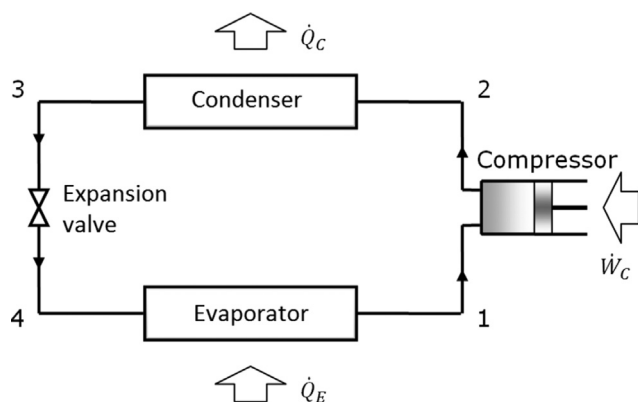 Q̇_C
3
Condenser
2
Compressor
Expansion
valve
Ẇ_C
4
Evaporator
1
Q̇_E